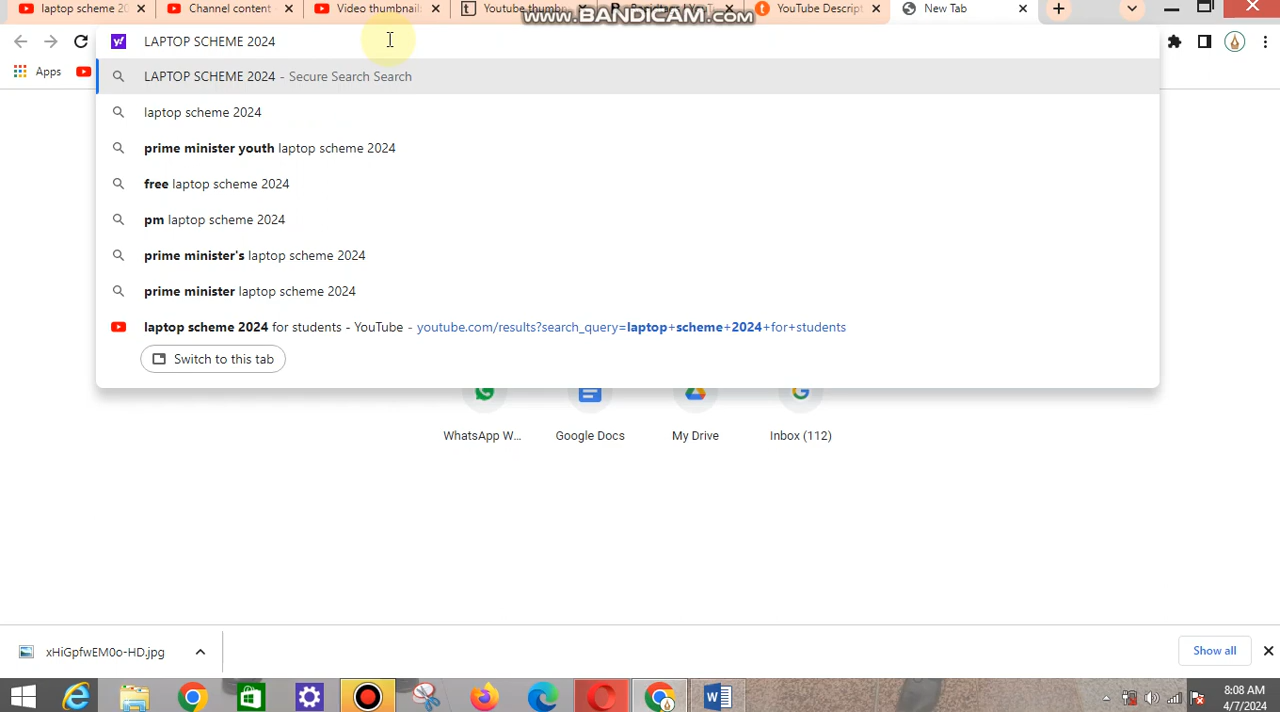 laptop scheme 20
Channel content
Video thumbnail
Youtube thumbn
YouTube Descript
New Tab
www.BANDICAM.com
LAPTOP SCHEME 2024
Apps
LAPTOP SCHEME 2024 - Secure Search Search
laptop scheme 2024
prime minister youth laptop scheme 2024
free laptop scheme 2024
pm laptop scheme 2024
prime minister's laptop scheme 2024
prime minister laptop scheme 2024
laptop scheme 2024 for students - YouTube - youtube.com/results?search_query=laptop+scheme+2024+for+students
Switch to this tab
WhatsApp W...
Google Docs
My Drive
Inbox (112)
xHiGpfwEM0o-HD.jpg
Show all
8:08 AM
4/7/2024